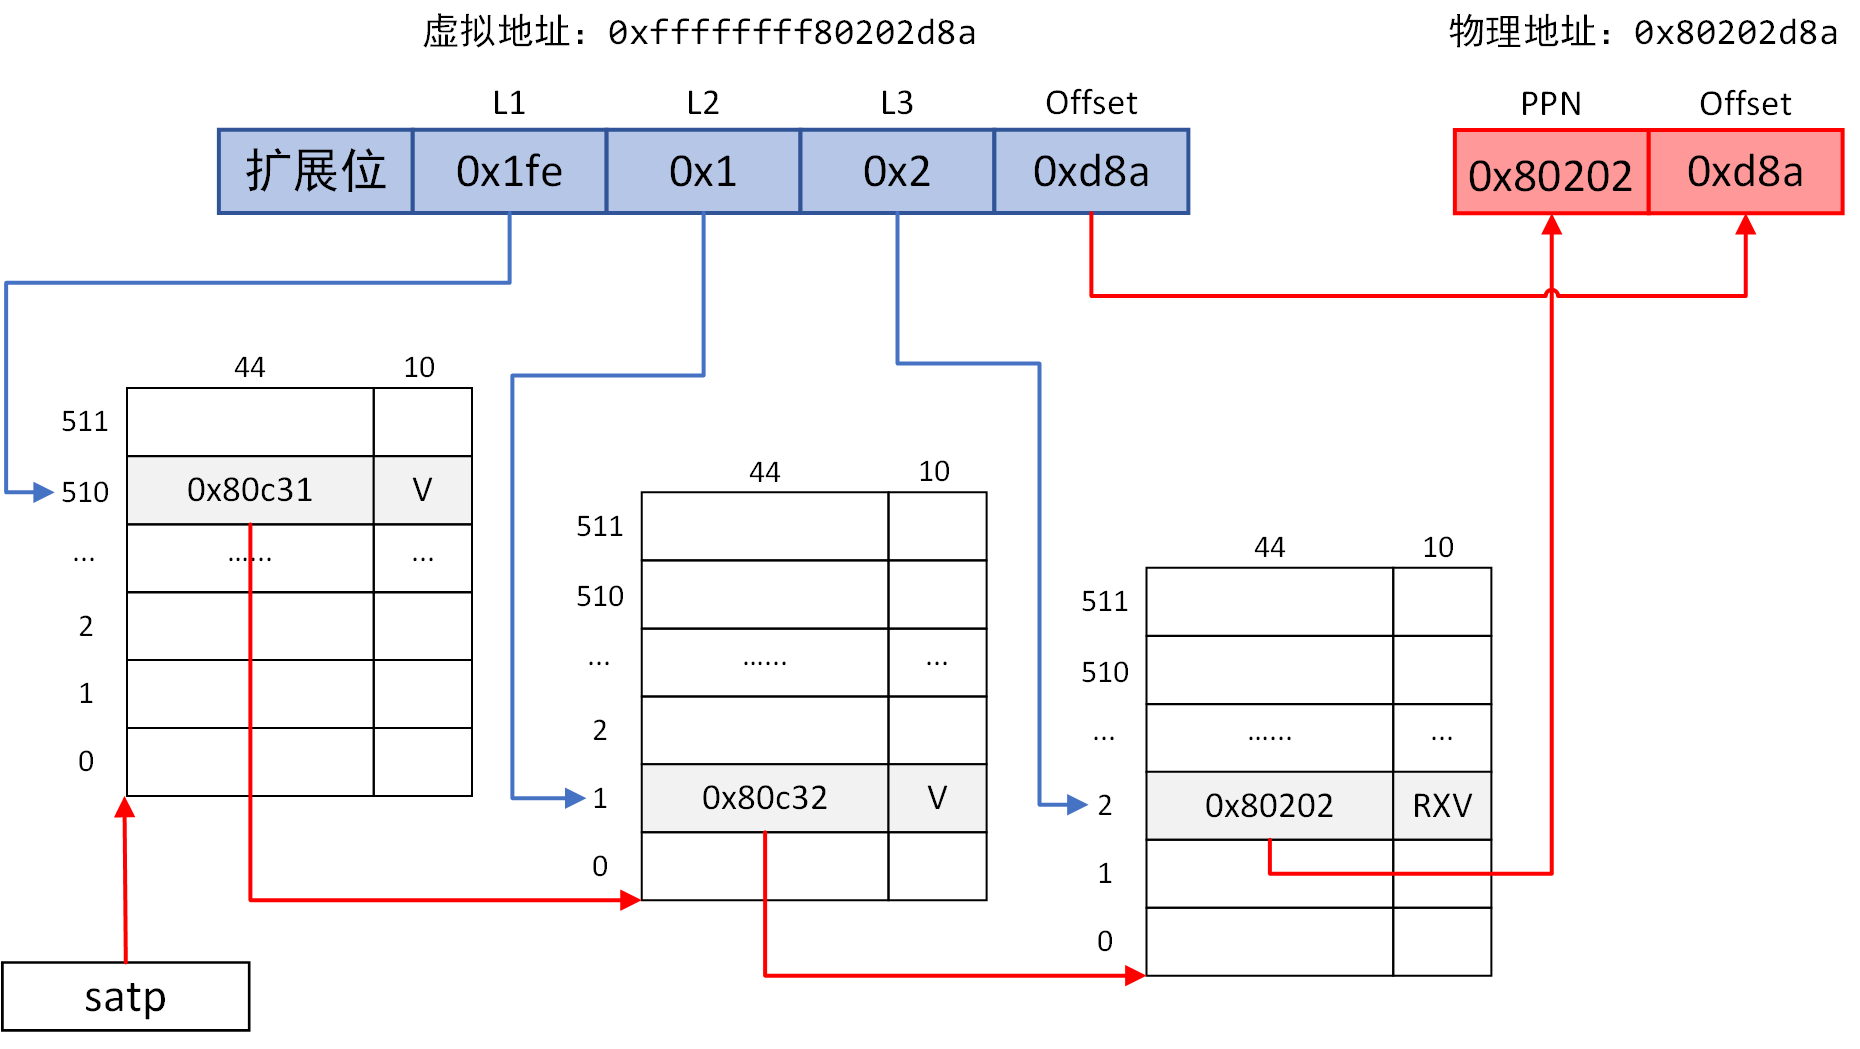 虚拟地址：0xffffffff80202d8a
物理地址：0x80202d8a
L1 L2 L3 Offset
PPN Offset
扩展位 0x1fe 0x1 0x2 0xd8a
0x80202 0xd8a
44 10
511
510 0x80c31 V
... ...... ...
2
1
0
44 10
511
510
... ...... ...
2
1 0x80c32 V
0
44 10
511
510
... ...... ...
2 0x80202 RXV
1
0
satp